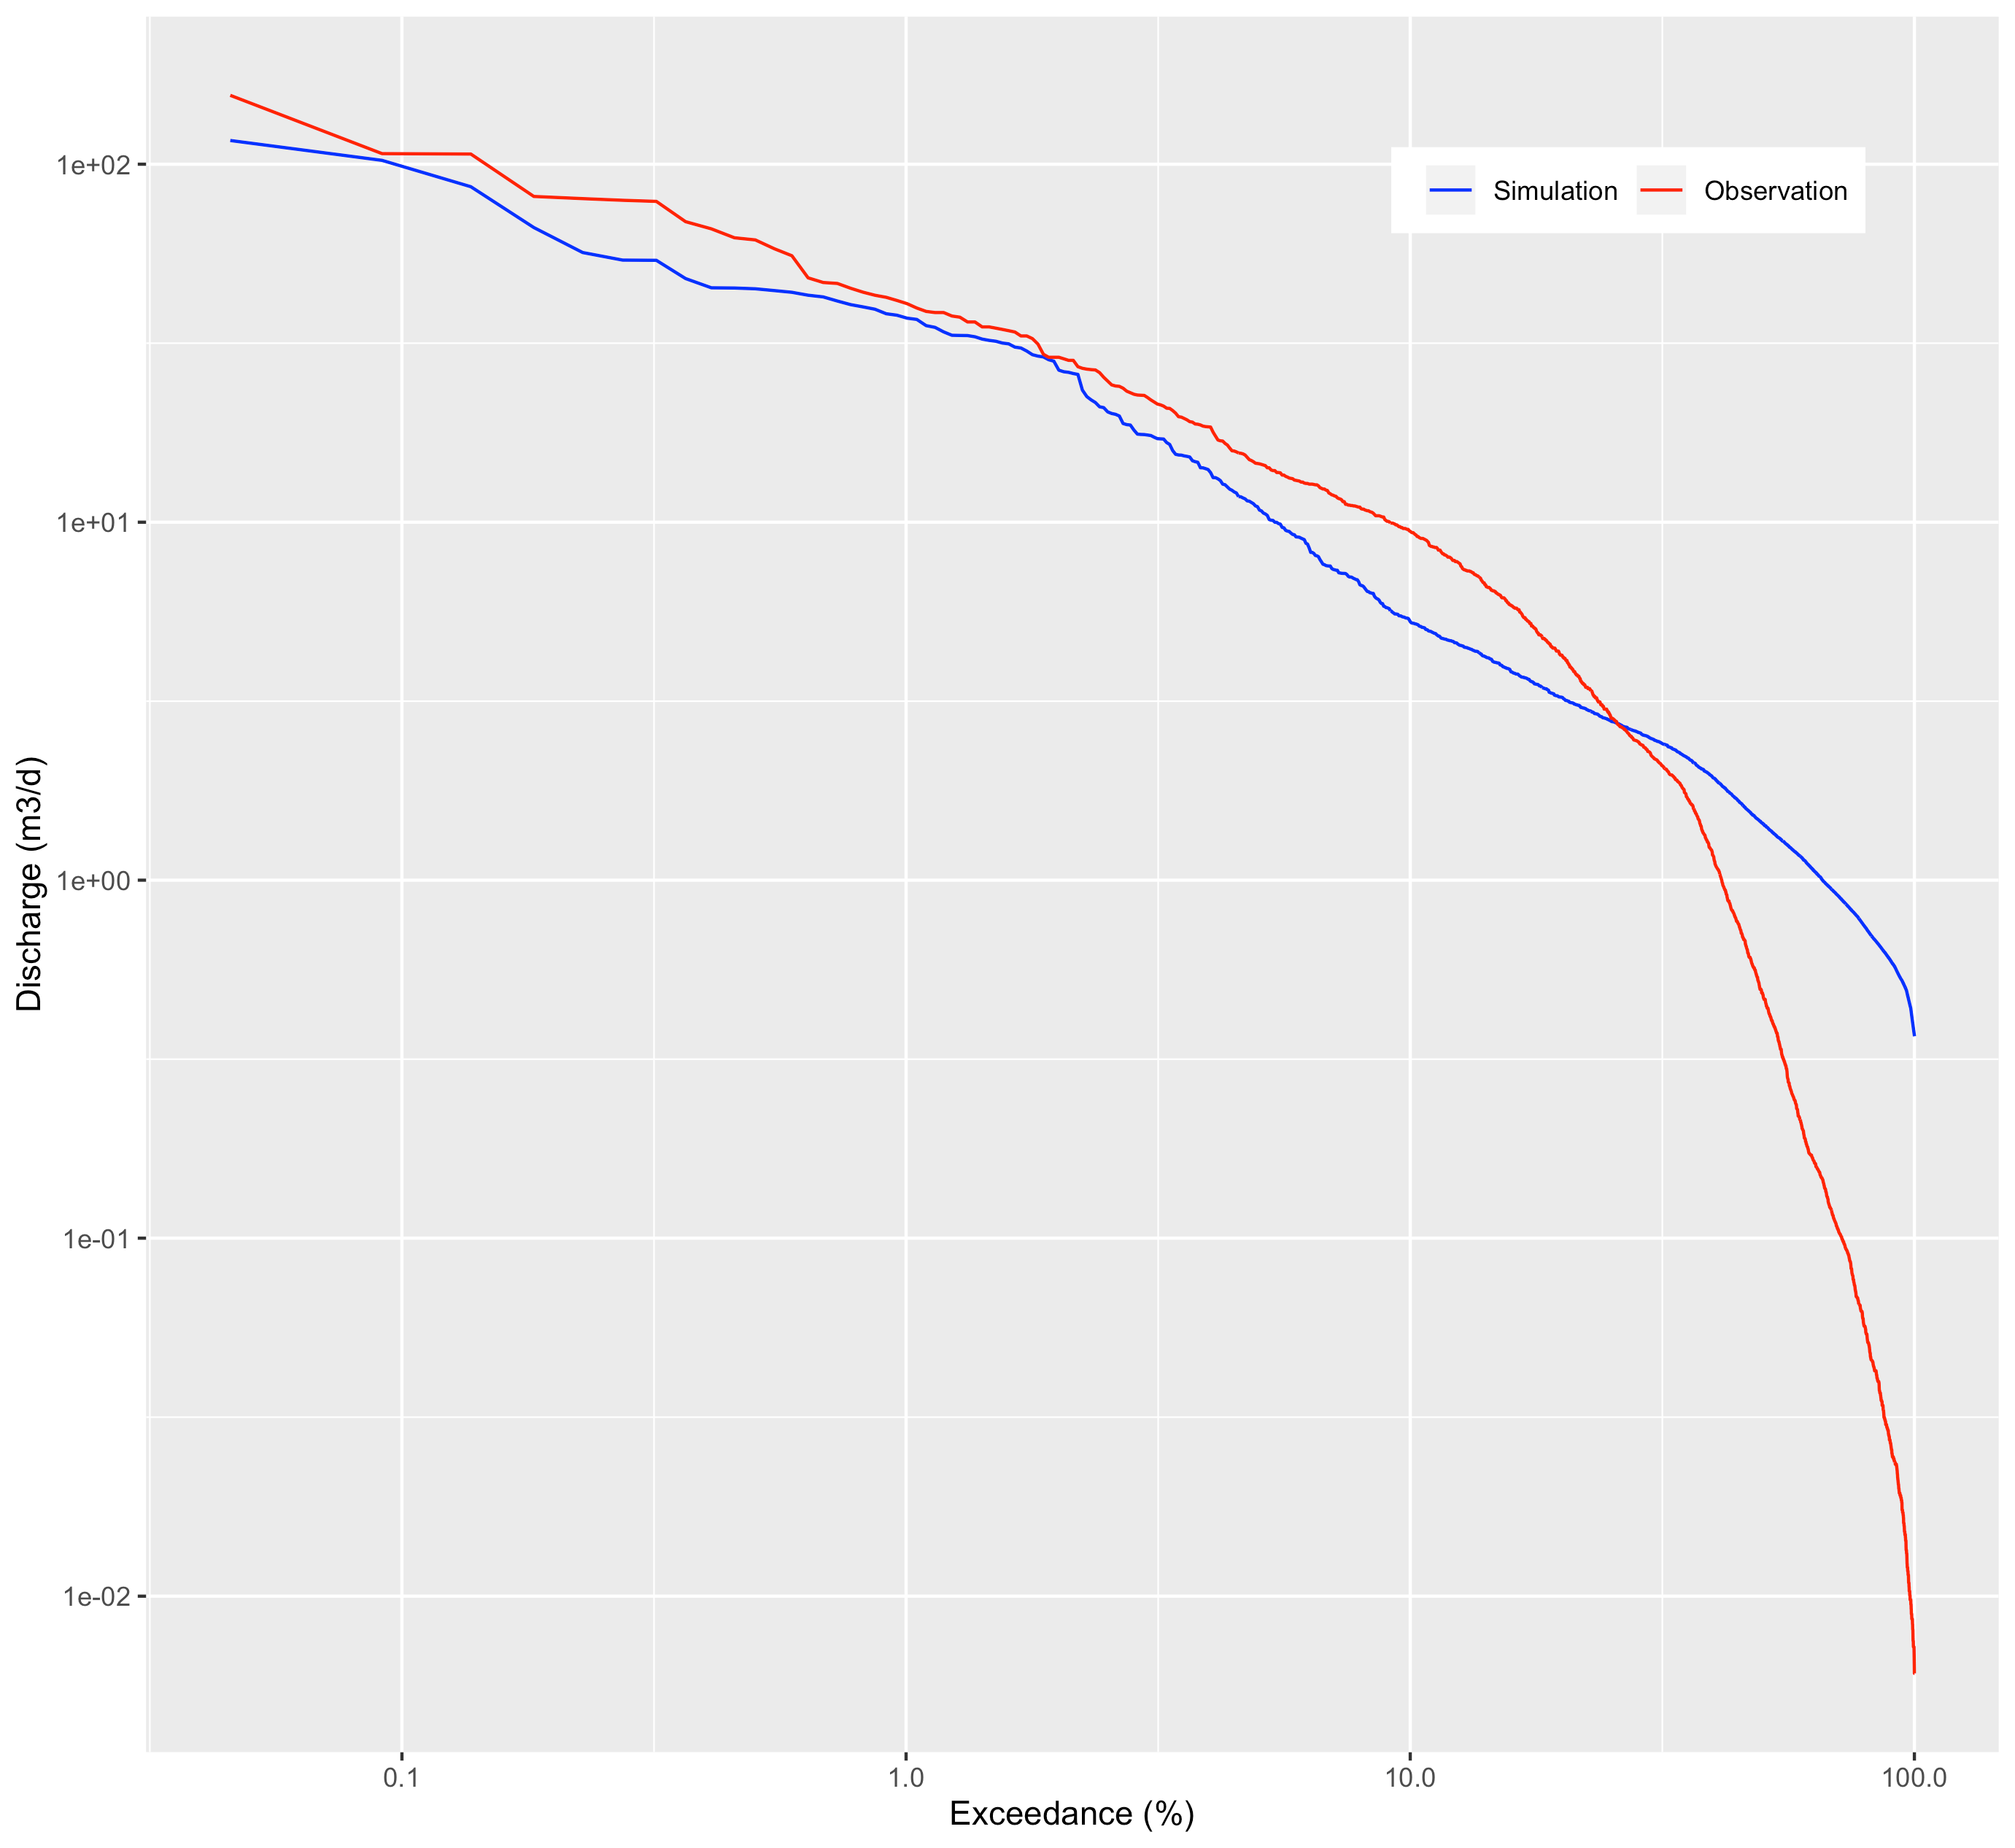 1e+02
Simulation
Observation
1e+01
1e+00
1e-01
1e-02
Discharge (m3/d)
0.1
1.0
10.0
100.0
Exceedance (%)